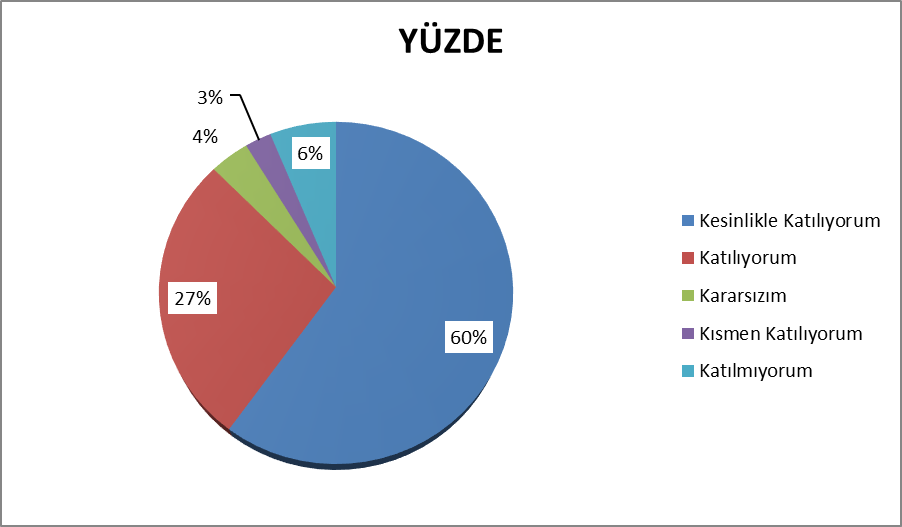 YÜZDE
3%
4%
6%
27%
60%
Kesinlikle Katılıyorum
Katılıyorum
Kararsızım
Kısmen Katılıyorum
Katılmıyorum